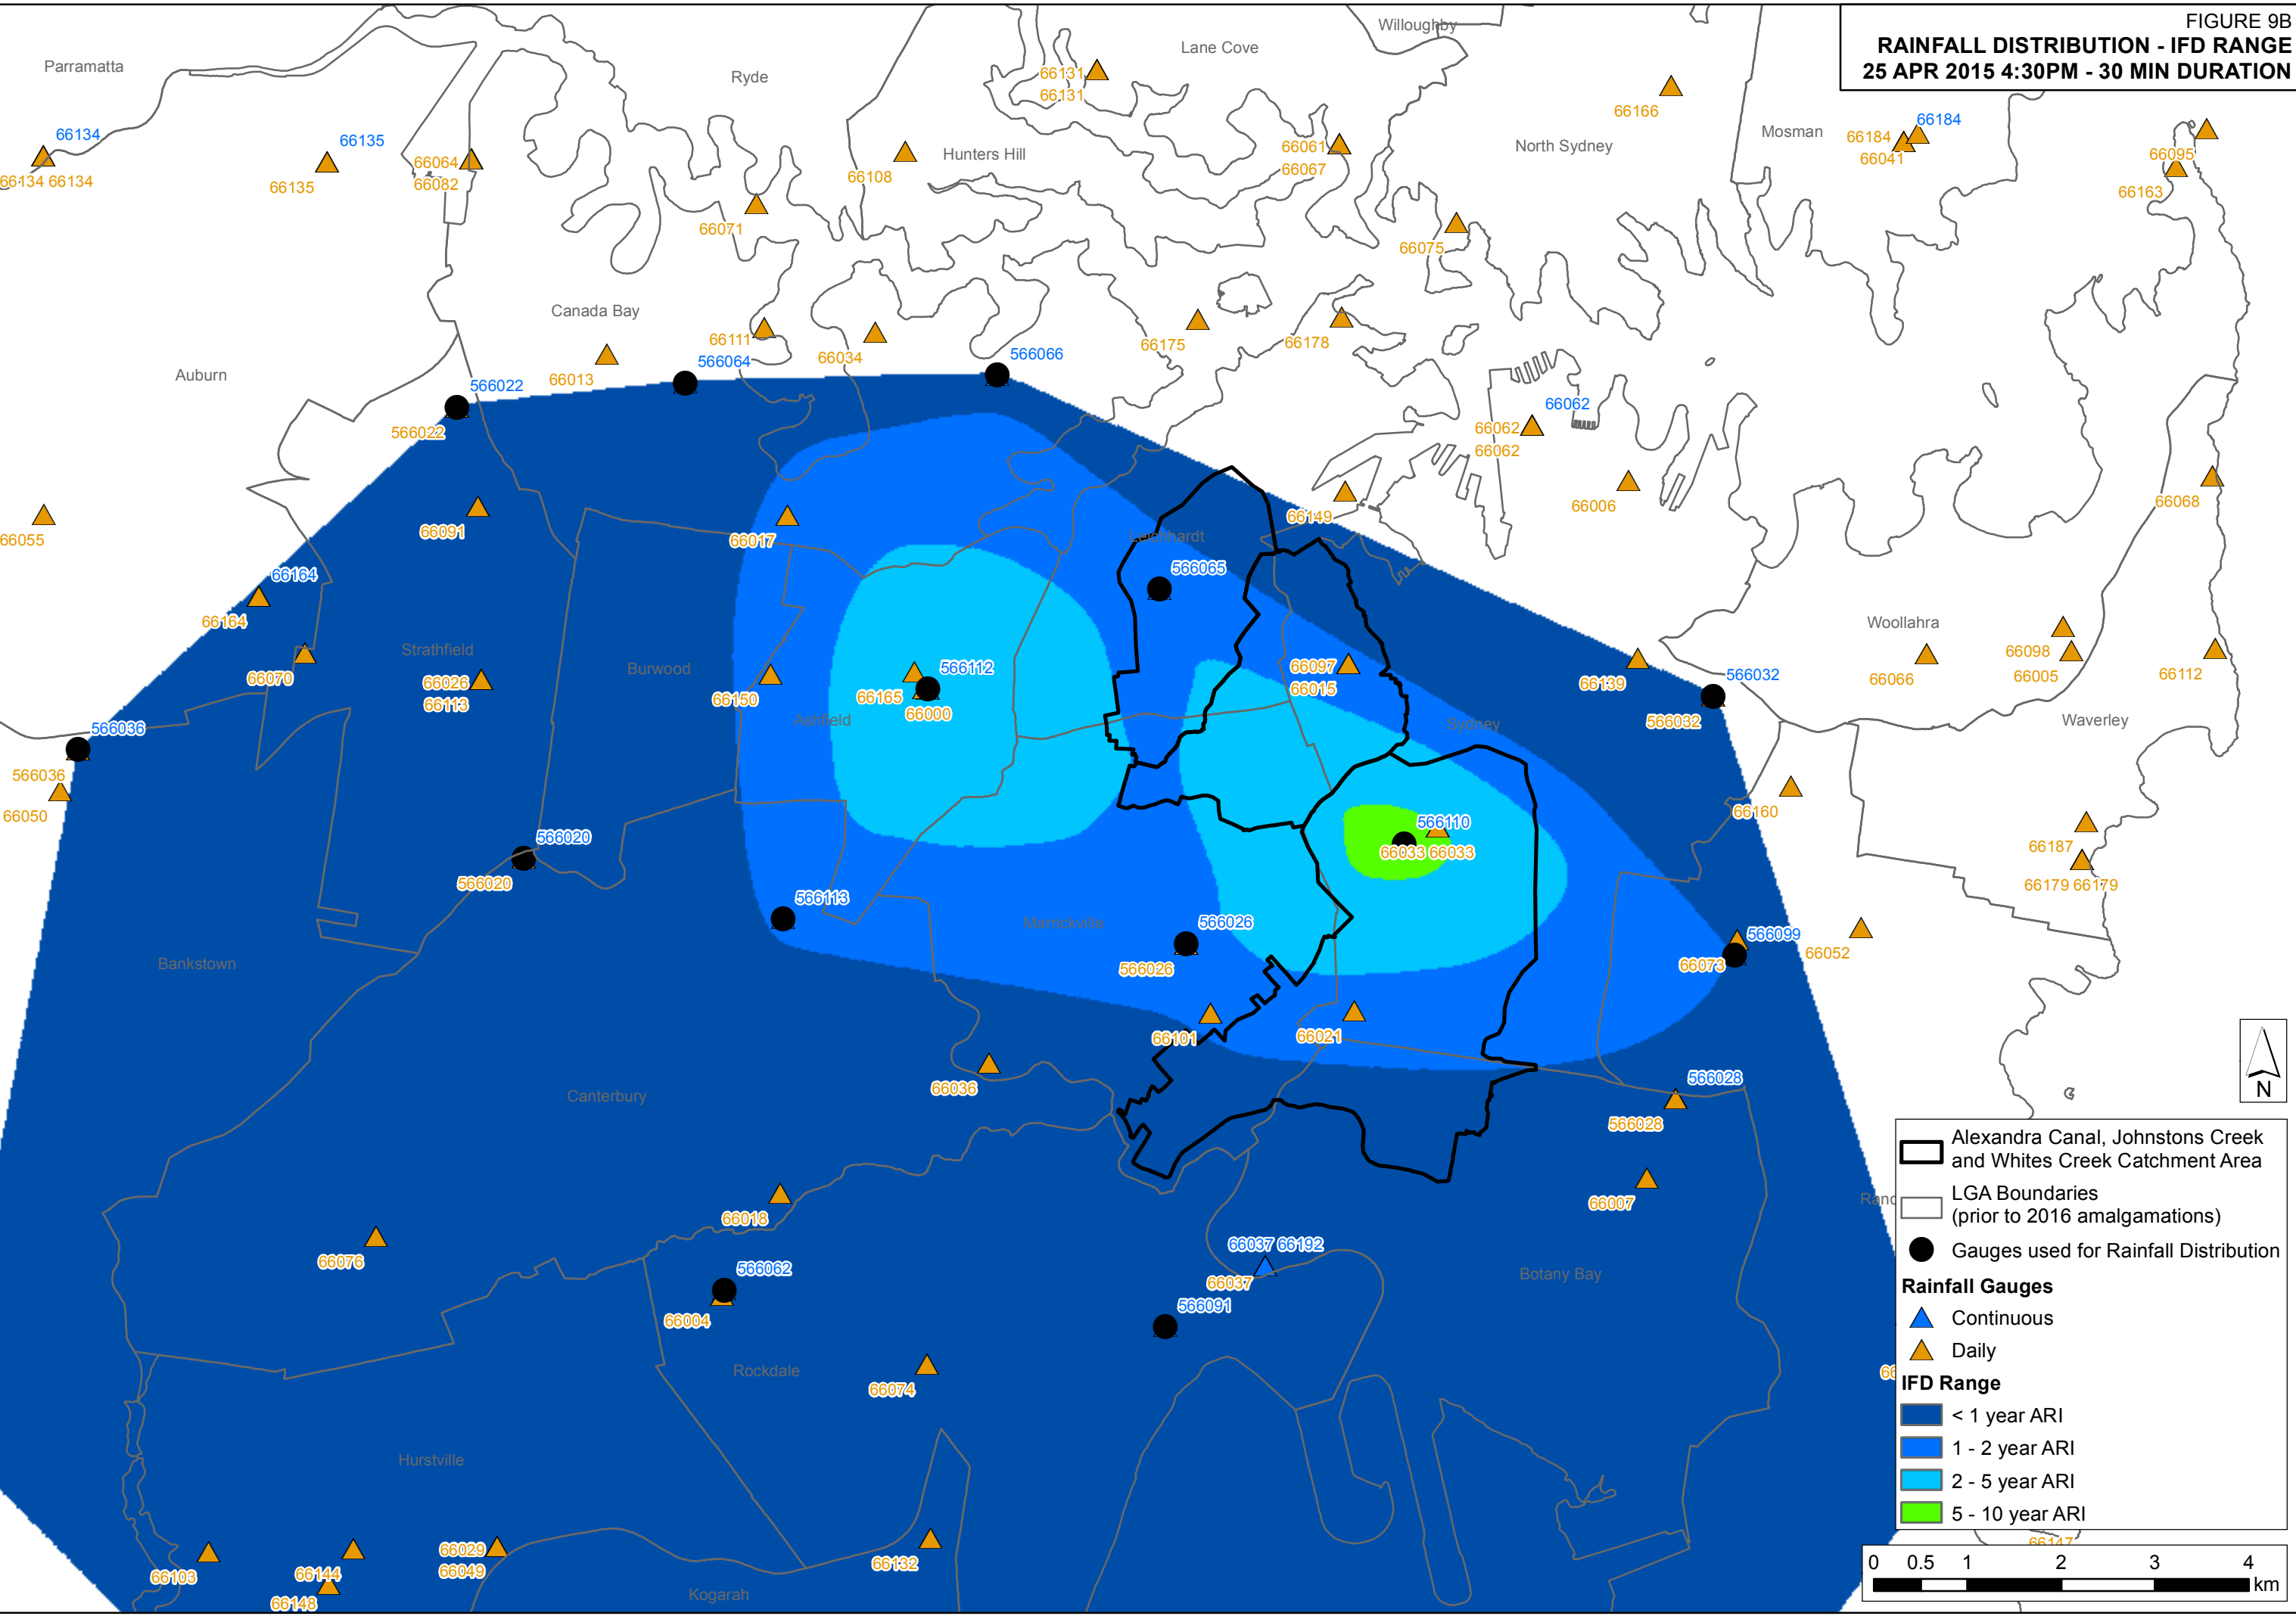 FIGURE 9B
RAINFALL DISTRIBUTION - IFD RANGE
25 APR 2015 4:30PM - 30 MIN DURATION
Willoughby
Lane Cove
Parramatta
Ryde
66131
66131
66166
Mosman
66184
66184
66041
66134
66135
66134 66134
66135
66064
66082
66108
Hunters Hill
66061
66067
North Sydney
66095
66163
66071
66075
Canada Bay
66111
66034
66175
66178
66013
566064
566066
Auburn
566022
566022
66062
66062
66062
66091
66017
66149
66006
66068
66055
Leichhardt
66164
66164
566065
Strathfield
Burwood
66070
66026
66113
66150
566112
66165
66000
Ashfield
66097
66015
66139
566032
566032
Sydney
Woollahra
66066
66098
66005
66112
Waverley
566036
566036
66050
66160
566020
566020
566110
66033 66033
66187
66179 66179
566113
Marrickville
566026
566026
566099
66073
66052
Bankstown
66101
66021
66036
Canterbury
566028
566028
66018
66007
66076
66037 66192
66037
Botany Bay
566062
66004
566091
Rockdale
66074
Hurstville
66103
66144
66148
66029
66049
66132
Kogarah
N
Alexandra Canal, Johnstons Creek
and Whites Creek Catchment Area
LGA Boundaries
(prior to 2016 amalgamations)
Gauges used for Rainfall Distribution
Rainfall Gauges
Continuous
Daily
IFD Range
< 1 year ARI
1 - 2 year ARI
2 - 5 year ARI
5 - 10 year ARI
66147
0 0.5 1 2 3 4
km